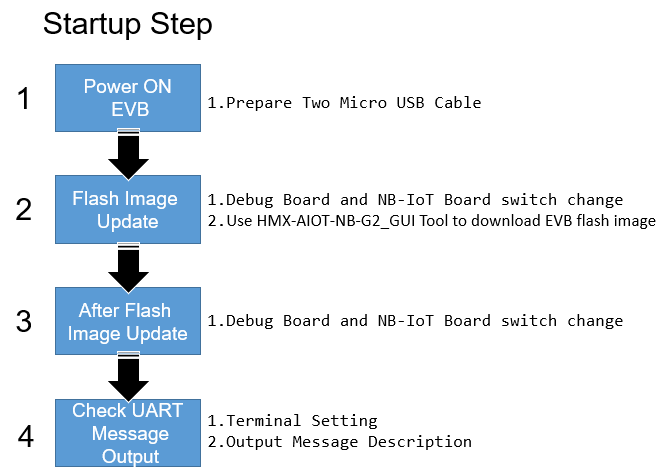 Startup Step
1
Power ON
EVB
1.Prepare Two Micro USB Cable
2
Flash Image
Update
1.Debug Board and NB-IoT Board switch change
2.Use HMX-AIOT-NB-G2_GUI Tool to download EVB flash image
3
After Flash
Image Update
1.Debug Board and NB-IoT Board switch change
4
Check UART
Message
Output
1.Terminal Setting
2.Output Message Description